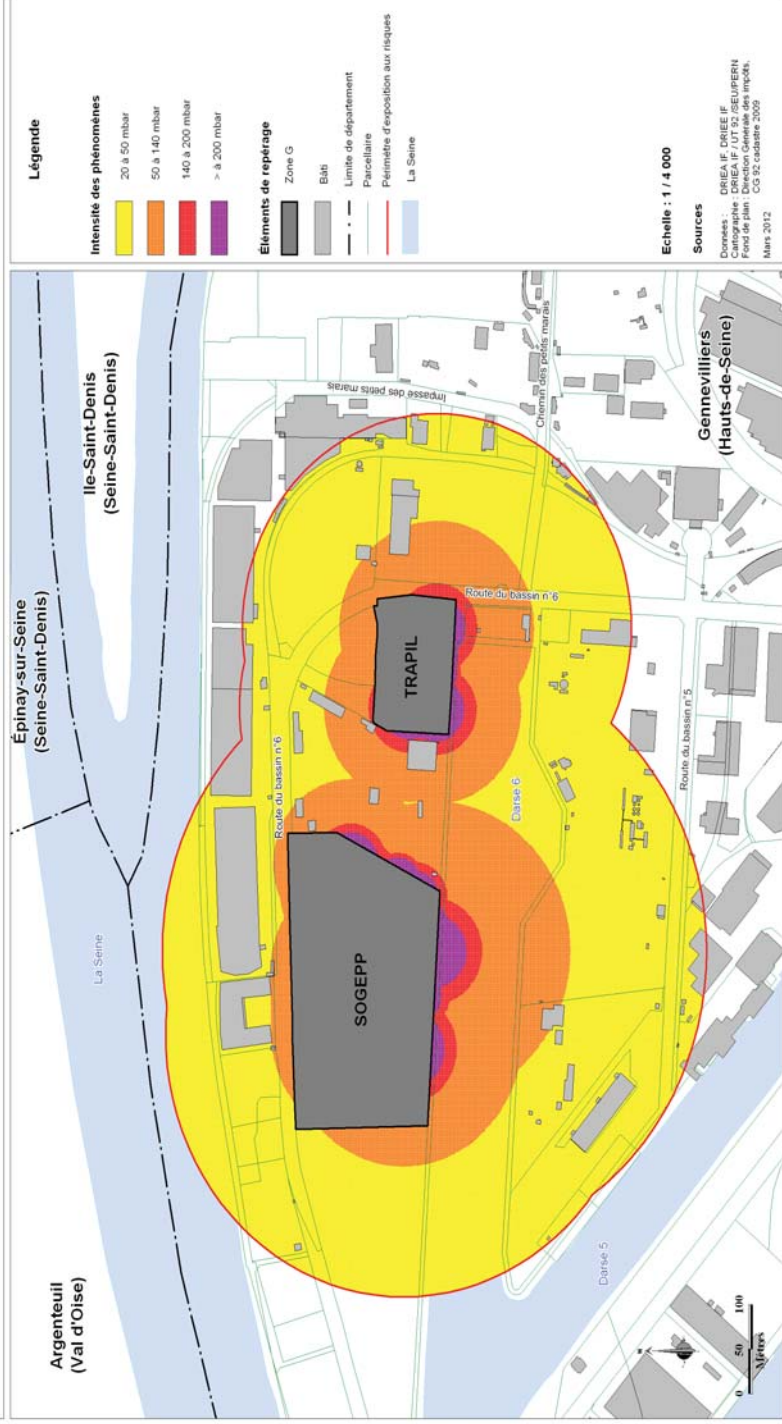 Épinay-sur-Seine
(Seine-Saint-Denis)
Ile-Saint-Denis
(Seine-Saint-Denis)
Argenteuil
(Val d'Oise)
La Seine
Route du bassin n°6
Impasse des petits marais
Chemin des petits marais
SOGEPP
TRAPIL
Route du bassin n°6
Darse 6
Gennevilliers
(Hauts-de-Seine)
Route du bassin n°5
Darse 5
N
0 50 100
Mètres
Légende
Intensité des phénomènes
20 à 50 mbar
50 à 140 mbar
140 à 200 mbar
> à 200 mbar
Éléments de repérage
Zone G
Bâti
Limite de département
Parcellaire
Périmètre d'exposition aux risques
La Seine
Echelle : 1 / 4 000
Sources
Données : DRIEA IF, DRIEE IF
Cartographie : DRIEA IF / UT 92 /SEU/PERN
Fond de plan : Direction Générale des impôts,
CG 92 cadastre 2009
Mars 2012